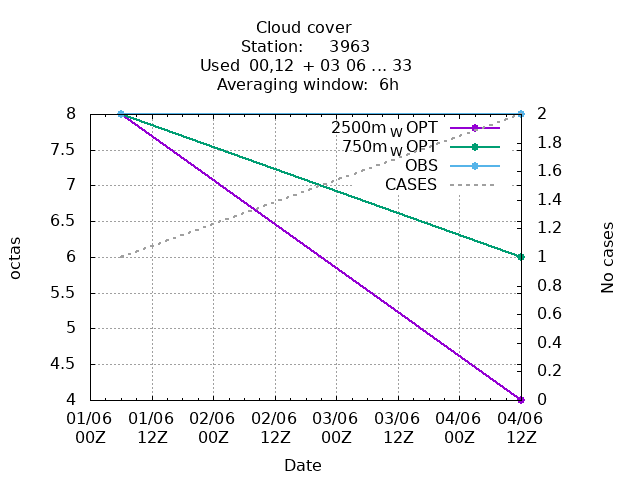 Cloud cover
Station: 3963
Used 00,12 + 03 06 ... 33
Averaging window: 6h
8
7.5
7
6.5
6
5.5
5
4.5
4
2
1.8
1.6
1.4
1.2
1
0.8
0.6
0.4
0.2
0
2500m W OPT
750m W OPT
OBS
CASES
octas
No cases
01/06 01/06 02/06 02/06 03/06 03/06 04/06 04/06
00Z 12Z 00Z 12Z 00Z 12Z 00Z 12Z
Date